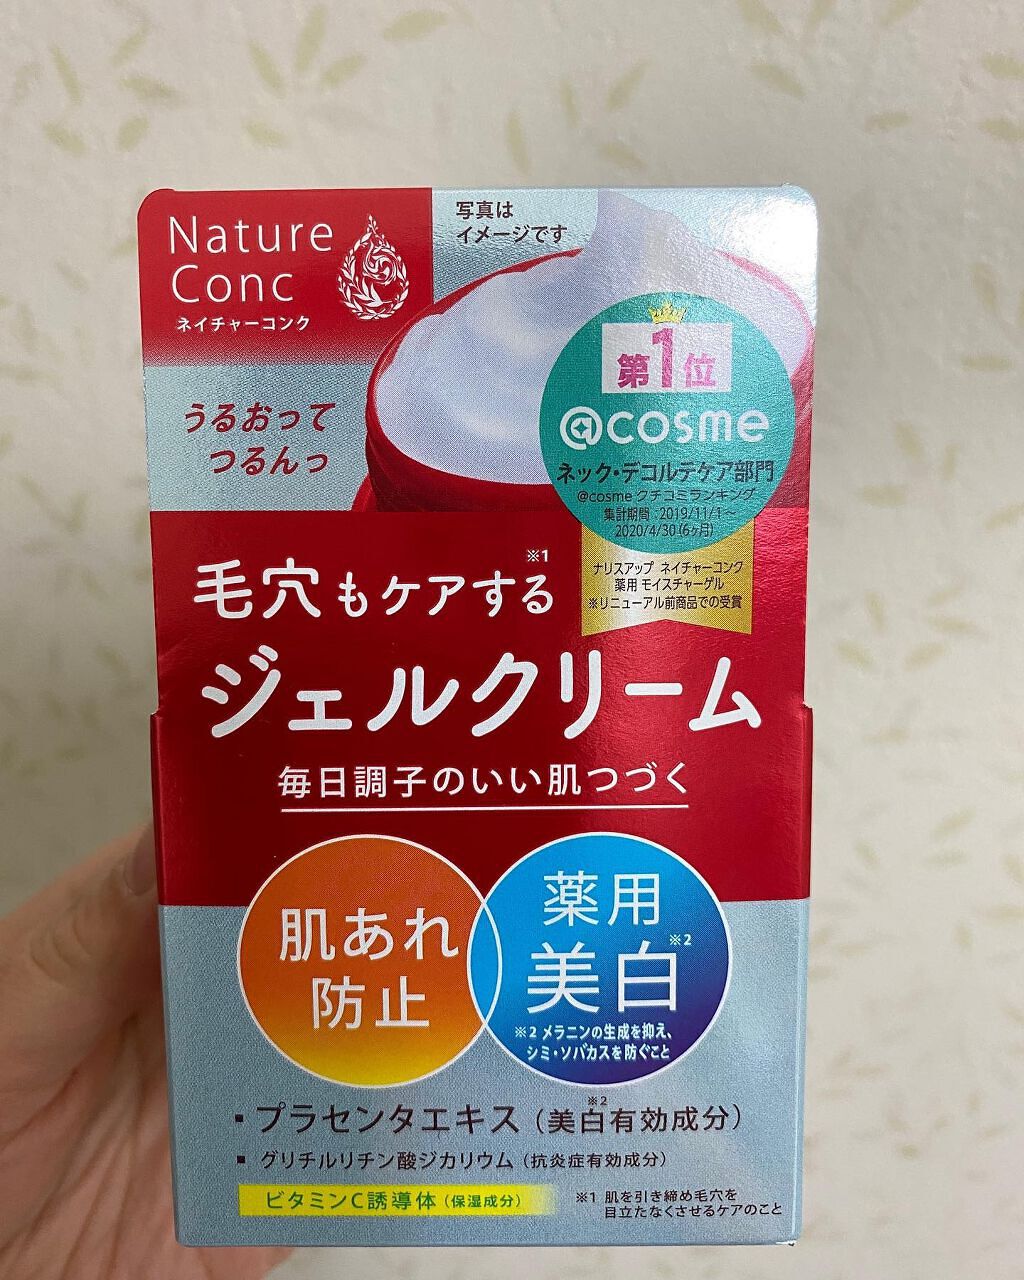 Nature
Conc
ネイチャーコンク
写真は
イメージです
うるおって
つるんっ
第1位
@cosme
ネック・デコルテケア部門
@cosme クチコミランキング
集計期間:2019/11/1～
2020/4/30(6ヶ月)
ナリスアップ ネイチャーコンク
薬用 モイスチャーゲル
※リニューアル前商品での受賞
毛穴もケアする※1
ジェルクリーム
毎日調子のいい肌つづく
肌あれ
防止
薬用
美白※2
※2 メラニンの生成を抑え、
シミ・ソバカスを防ぐこと
▪プラセンタエキス（美白※2有効成分）
▪グリチルリチン酸ジカリウム（抗炎症有効成分）
ビタミンC誘導体（保湿成分）
※1 肌を引き締め毛穴を
目立たなくさせるケアのこと